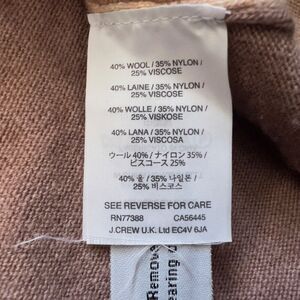 40% WOOL / 35% NYLON /
25% VISCOSE
40% LAINE / 35% NYLON /
25% VISCOSE
40% WOLLE / 35% NYLON /
25% VISKOSE
40% LANA / 35% NYLON /
25% VISCOSA
ウール 40% / ナイロン 35% /
ビスコース 25%
40% 울 / 35% 나일론 /
25% 비스코스
SEE REVERSE FOR CARE
RN77388 CA56445
J.CREW U.K. Ltd EC4V 6JA
Remove